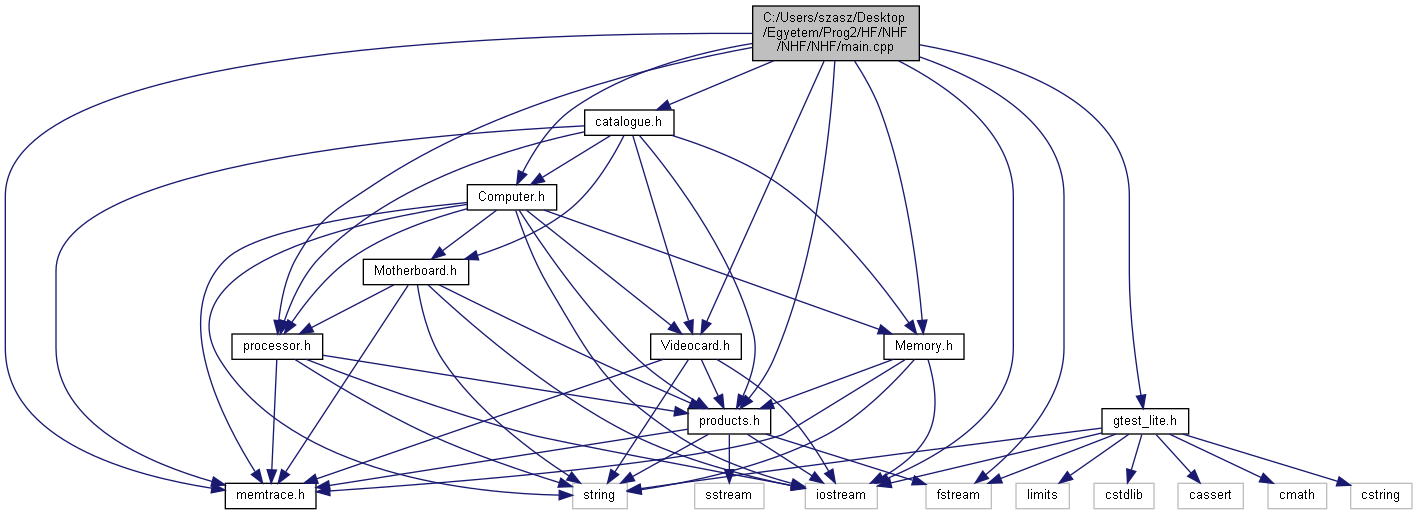 C:/Users/szasz/Desktop
/Egyetem/Prog2/HF/NHF
/NHF/NHF/main.cpp
catalogue.h
Computer.h
Motherboard.h
processor.h
Videocard.h
Memory.h
products.h
gtest_lite.h
memtrace.h
string
sstream
iostream
fstream
limits
cstdlib
cassert
cmath
cstring